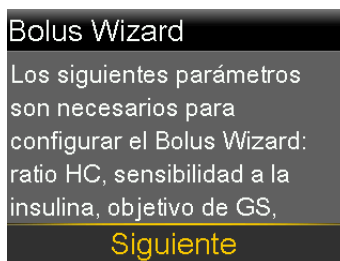 Bolus Wizard
Los siguientes parámetros
son necesarios para
configurar el Bolus Wizard:
ratio HC, sensibilidad a la
insulina, objetivo de GS,
Siguiente